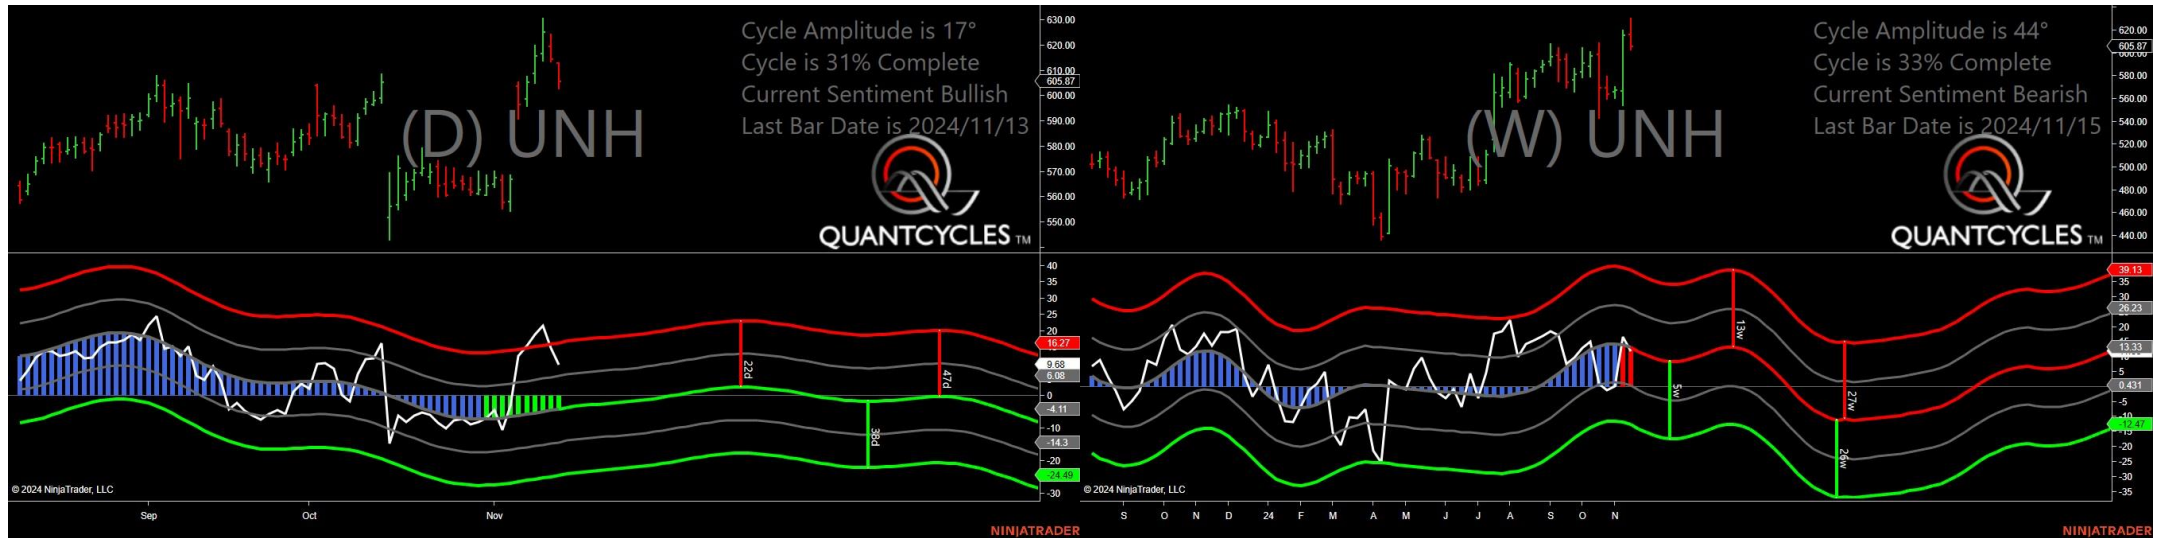 Cycle Amplitude is 17°
Cycle is 31% Complete
Current Sentiment Bullish
Last Bar Date is 2024/11/13
(D) UNH
QUANTCYCLES TM
630.00
620.00
610.00
605.87
600.00
590.00
580.00
570.00
560.00
550.00
40
35
30
25
20
16.27
9.68
6.08
0
-4.11
-10
-14.3
-20
-24.49
-30
22d
38d
47d
© 2024 NinjaTrader, LLC
Sep Oct Nov
NINJATRADER
Cycle Amplitude is 44°
Cycle is 33% Complete
Current Sentiment Bearish
Last Bar Date is 2024/11/15
(W) UNH
QUANTCYCLES TM
620.00
605.87
600.00
580.00
560.00
540.00
520.00
500.00
480.00
460.00
440.00
39.13
35
30
26.23
20
13.33
5
0.431
-5
-10
-12.47
-15
-20
-25
-30
-35
5w
13w
26w
27w
© 2024 NinjaTrader, LLC
S O N D 24 F M A M J J A S O N
NINJATRADER